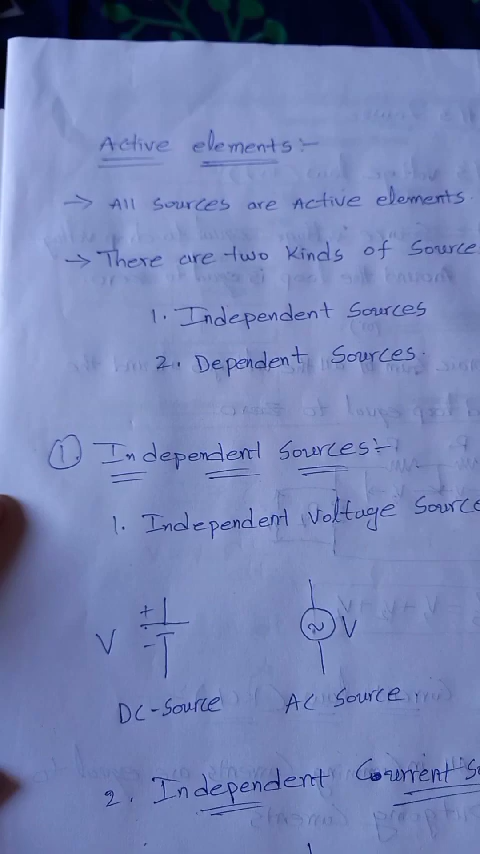 Active elements:-
→ All Sources are Active elements.
→ There are two Kinds of Source
1. Independent Sources
2. Dependent Sources.
① Independent Sources:-
1. Independent Voltage Source
+
V
-
V
DC-Source AC Source
2. Independent Current S